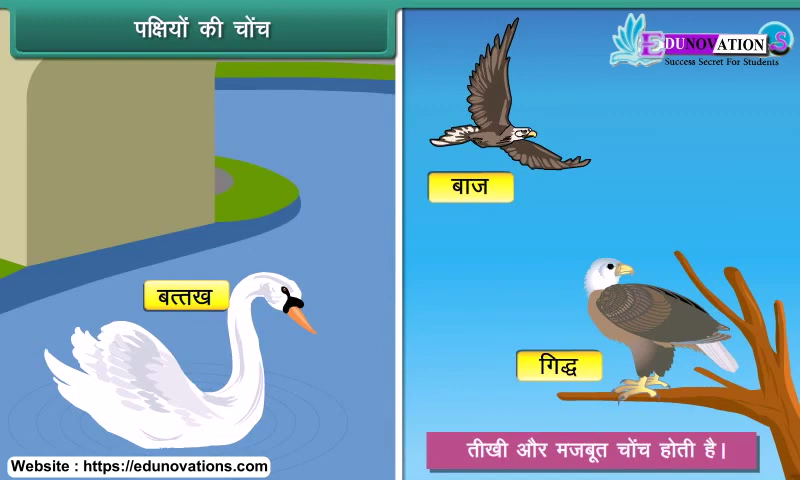 पक्षियों की चोंच
EDUNOVATIONS
Success Secret For Students
बाज
बत्तख
गिद्ध
तीखी और मजबूत चोंच होती है।
Website : https://edunovations.com